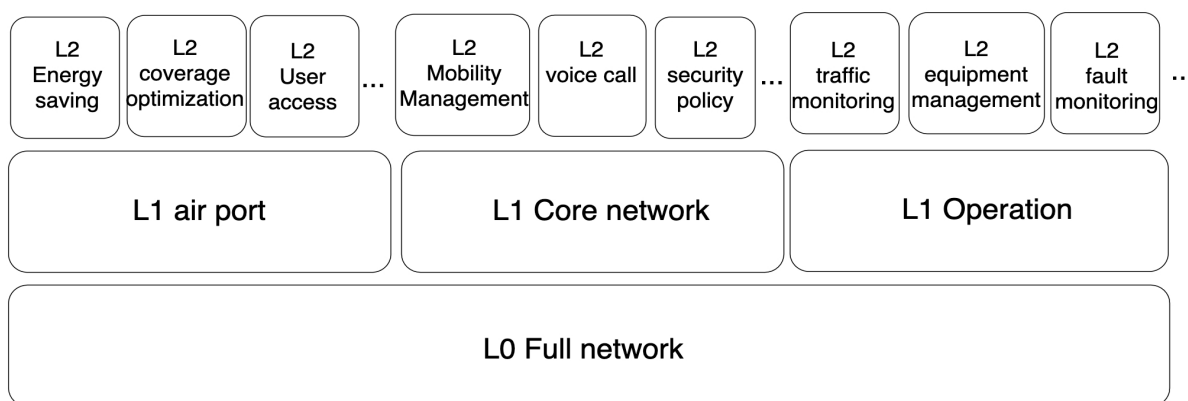 L2
Energy
saving
L2
coverage
optimization
L2
User
access
...
L2
Mobility
Management
L2
voice call
L2
security
policy
...
L2
traffic
monitoring
L2
equipment
management
L2
fault
monitoring
..
L1 air port
L1 Core network
L1 Operation
L0 Full network